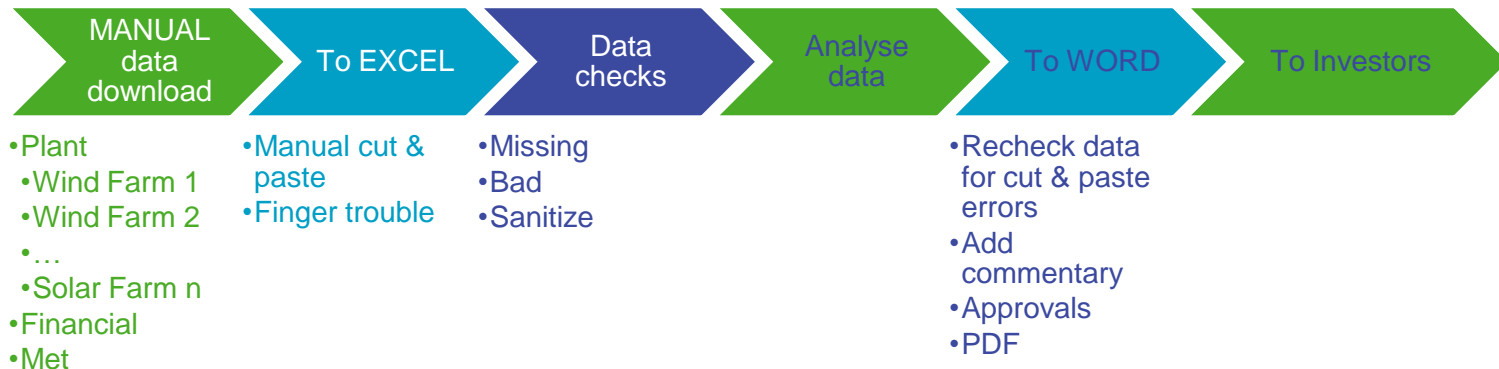 MANUAL
data
download
To EXCEL
Data
checks
Analyse
data
To WORD
To Investors
•Plant
•Wind Farm 1
•Wind Farm 2
•…
•Solar Farm n
•Financial
•Met
•Manual cut &
paste
•Finger trouble
•Missing
•Bad
•Sanitize
•Recheck data
for cut & paste
errors
•Add
commentary
•Approvals
•PDF